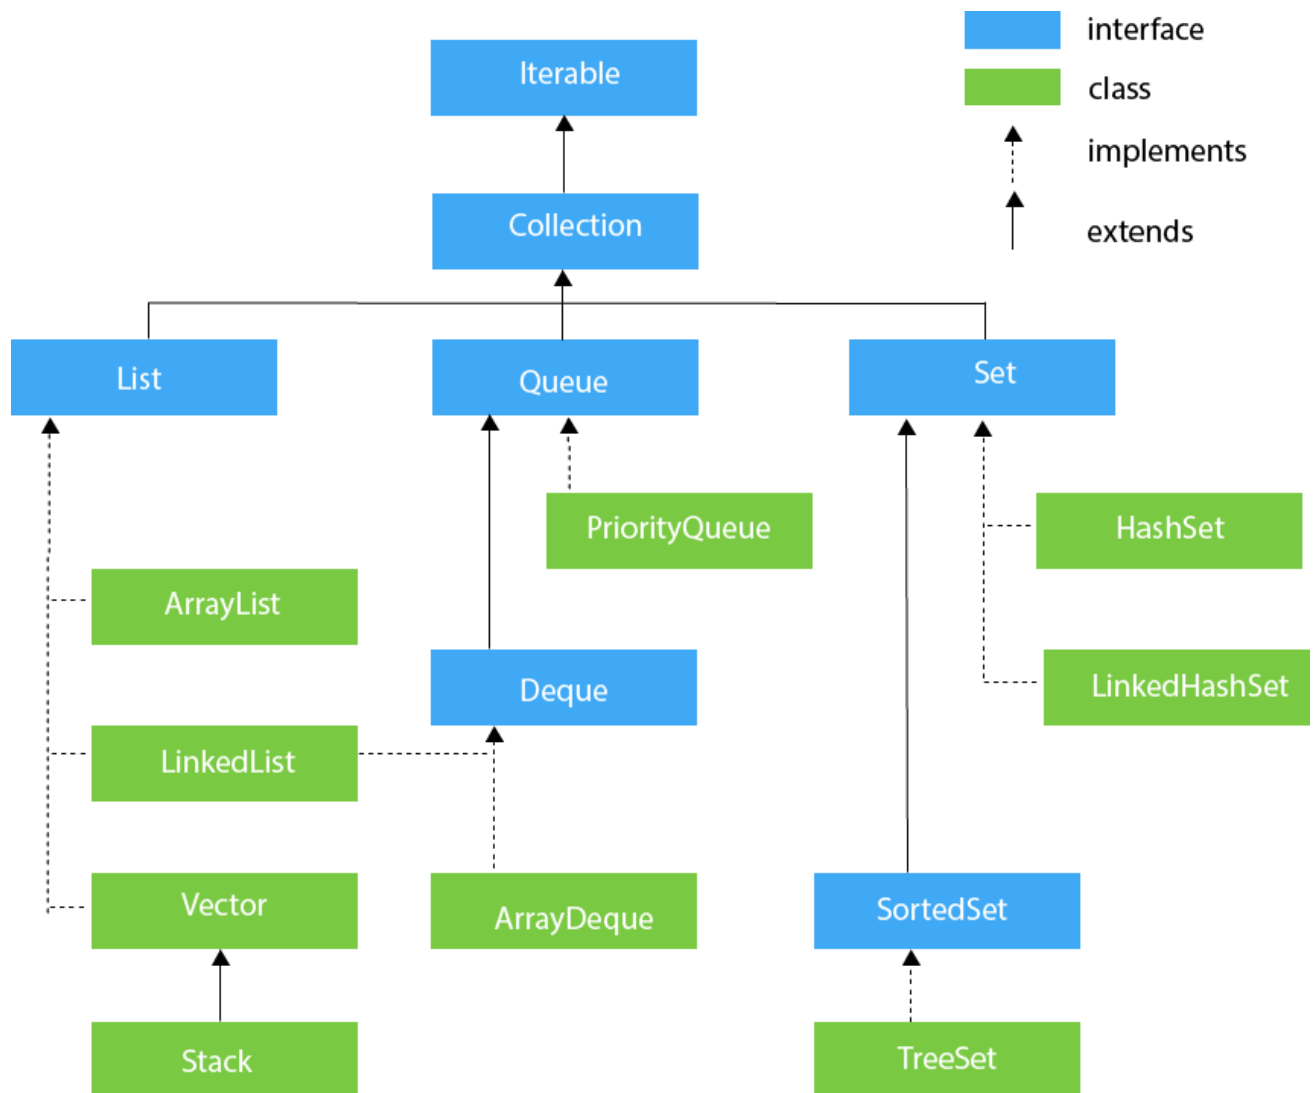 interface
Iterable
class
implements
Collection
extends
List
Queue
Set
PriorityQueue
HashSet
ArrayList
Deque
LinkedHashSet
LinkedList
Vector
ArrayDeque
SortedSet
Stack
TreeSet